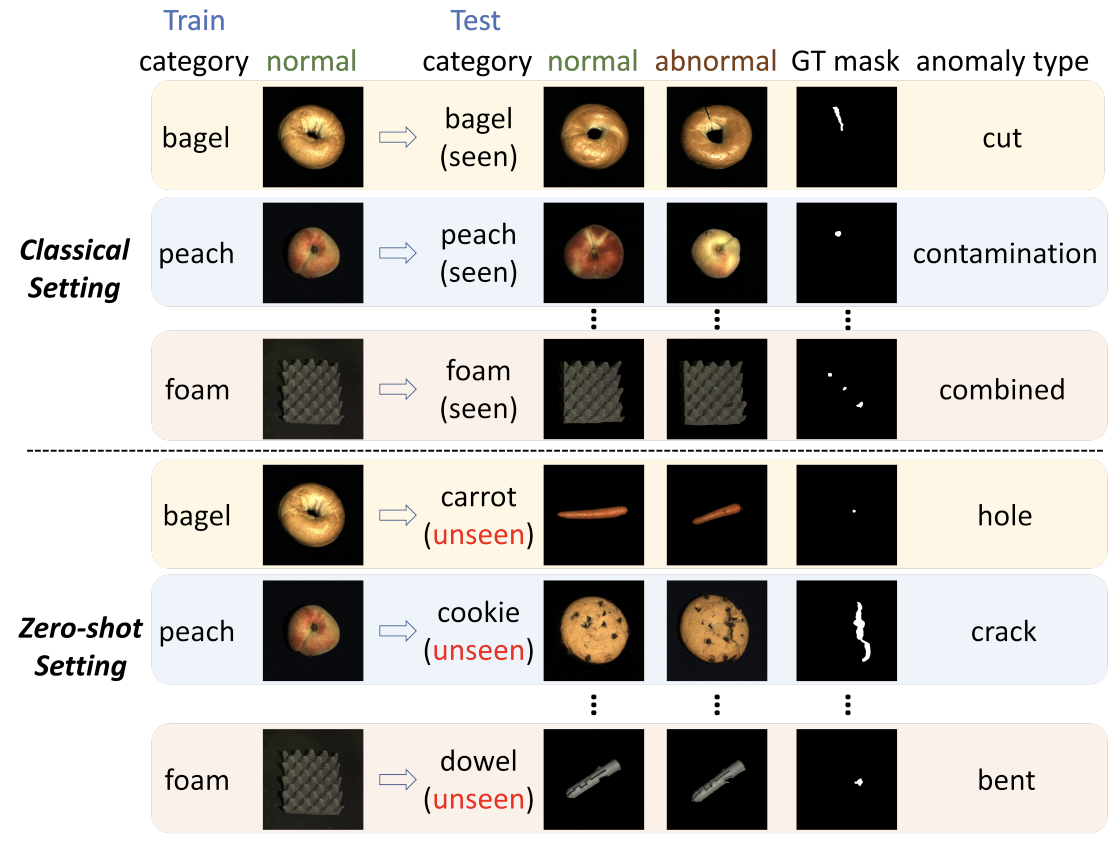 Train
Test
category normal category normal abnormal GT mask anomaly type
bagel
bagel
(seen)
cut
Classical
Setting
peach
peach
(seen)
contamination
foam
foam
(seen)
combined
bagel
carrot
(unseen)
hole
Zero-shot
Setting
peach
cookie
(unseen)
crack
foam
dowel
(unseen)
bent